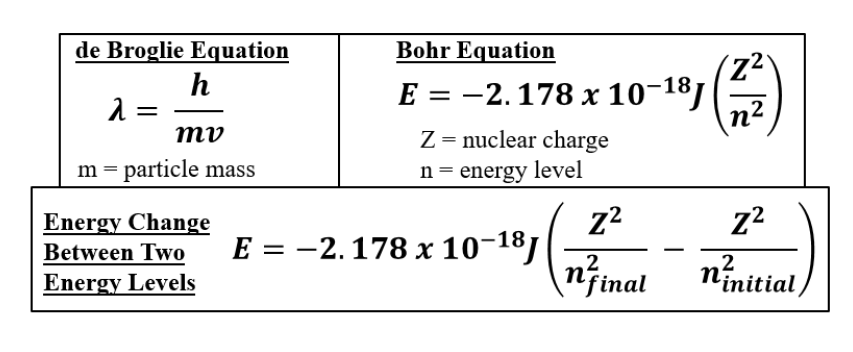 de Broglie Equation
λ = h / mv
m = particle mass
Bohr Equation
E = −2.178 x 10⁻¹⁸J (Z² / n²)
Z = nuclear charge
n = energy level
Energy Change
Between Two
Energy Levels
E = −2.178 x 10⁻¹⁸J (Z² / n²final − Z² / n²initial)